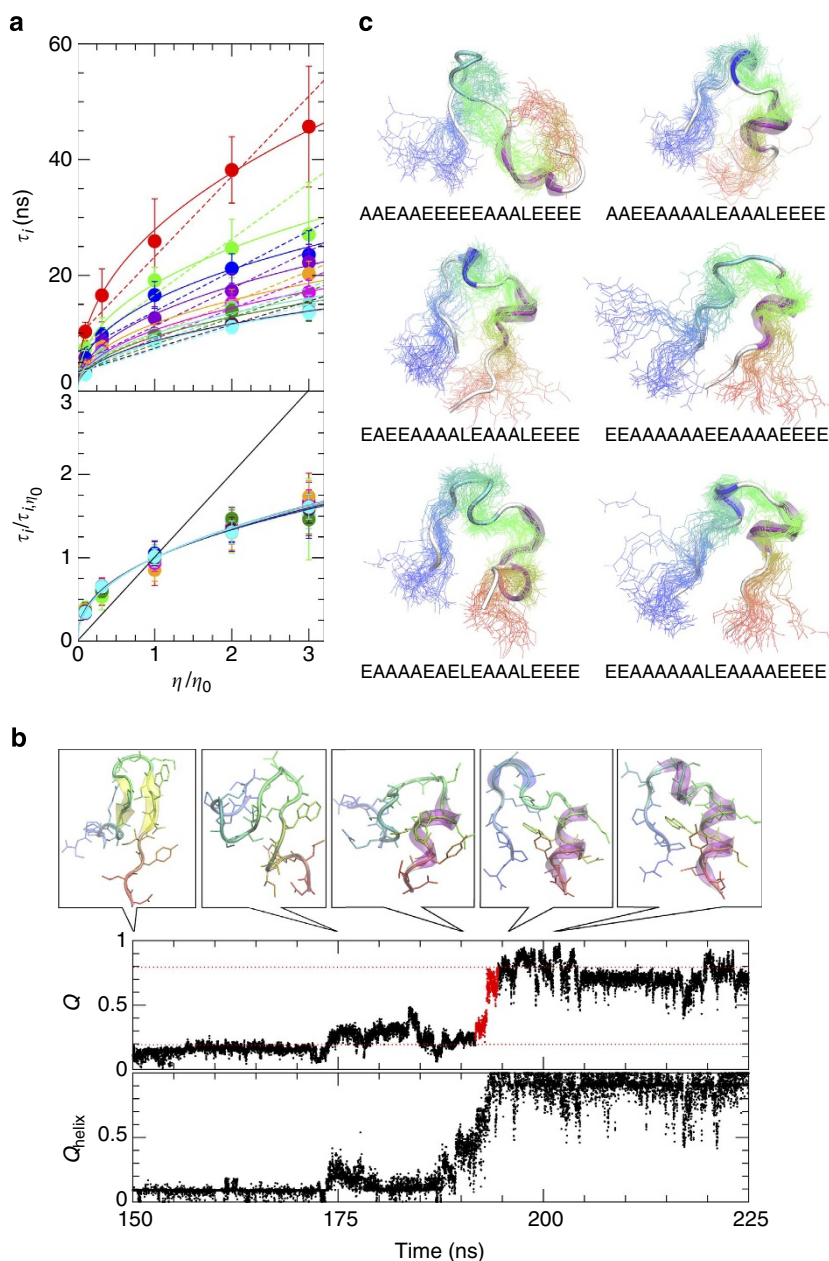 a
60
40
20
0
τi (ns)
3
2
1
0
τi/τi,η0
0
1
2
3
η/η0
c
AAEAAEEEEEAAALEEEE
AAEEAAAALEAAALEEEE
EAEEAAAALEAAALEEEE
EEAAAAAAEEAAAAEEEE
EAAAAEAELEAAALEEEE
EEAAAAAALEAAAAEEEE
b
1
0.5
0
Q
0.5
0
Qhelix
150
175
200
225
Time (ns)